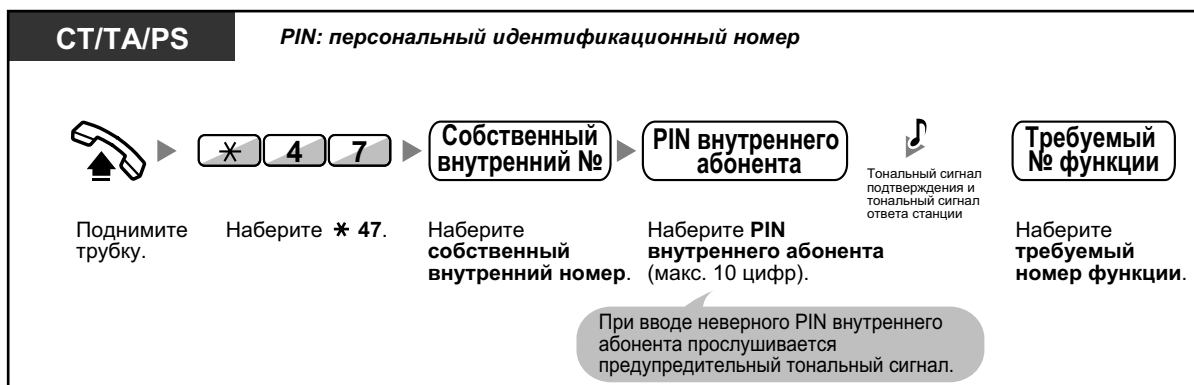 CT/TA/PS
PIN: персональный идентификационный номер
* 4 7
Собственный
внутренний №
PIN внутреннего
абонента
Тональный сигнал
подтверждения и
тональный сигнал
ответа станции
Требуемый
№ функции
Поднимите
трубку.
Наберите * 47.
Наберите
собственный
внутренний номер.
Наберите PIN
внутреннего абонента
(макс. 10 цифр).
Наберите
требуемый
номер функции.
При вводе неверного PIN внутреннего
абонента прослушивается
предупредительный тональный сигнал.